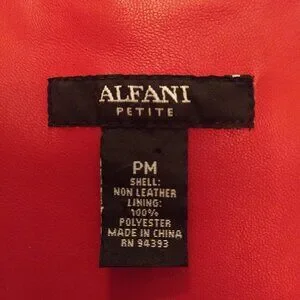 ALFANI
PETITE
PM
SHELL:
NON LEATHER
LINING:
100%
POLYESTER
MADE IN CHINA
RN 94393